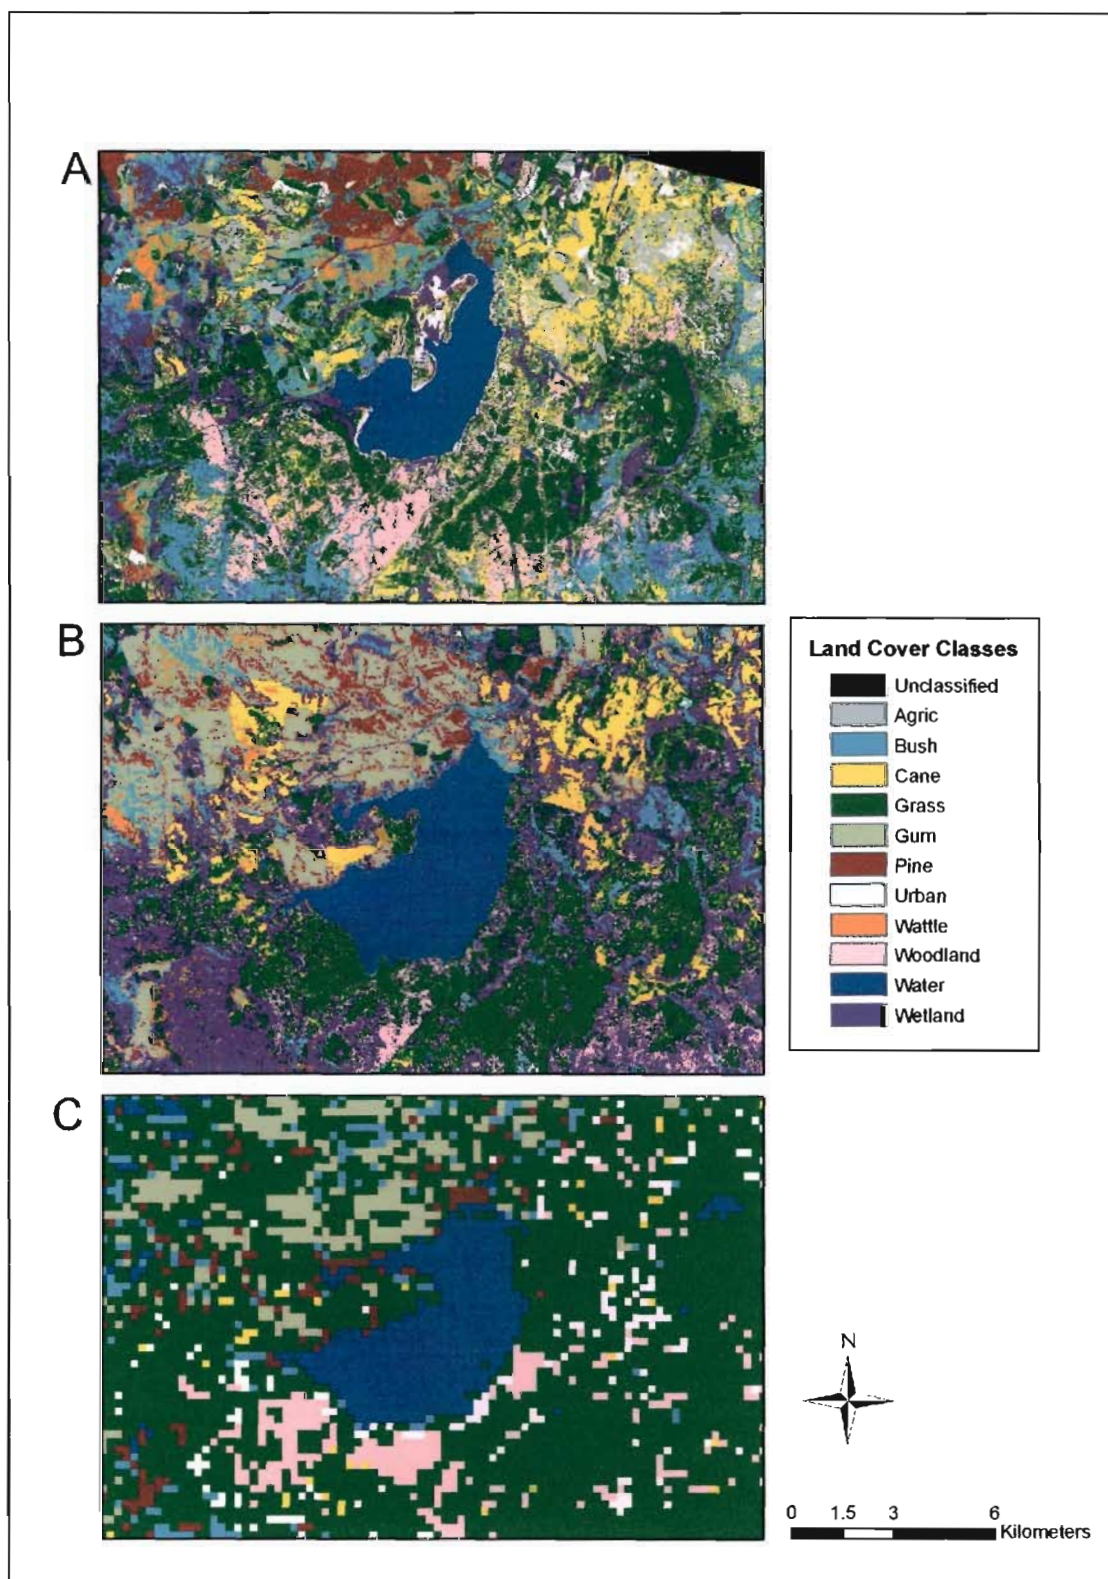 A
B
Land Cover Classes
Unclassified
Agric
Bush
Cane
Grass
Gum
Pine
Urban
Wattle
Woodland
Water
Wetland
C
N
0 1.5 3 6
Kilometers